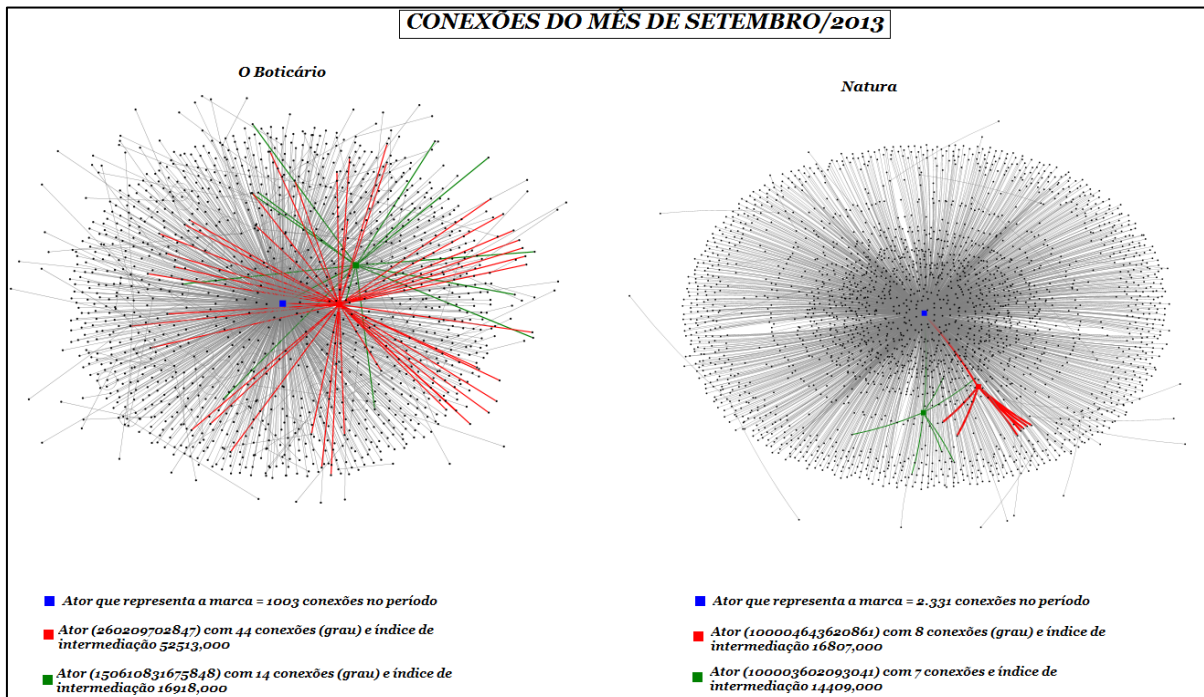 CONEXÕES DO MÊS DE SETEMBRO/2013
O Boticário
Natura
Ator que representa a marca = 1003 conexões no período
Ator (260209702847) com 44 conexões (grau) e índice de
intermediação 52513,000
Ator (150610831675848) com 14 conexões (grau) e índice de
intermediação 16918,000
Ator que representa a marca = 2.331 conexões no período
Ator (100004643620861) com 8 conexões (grau) e índice de
intermediação 16807,000
Ator (100003602093041) com 7 conexões e índice de
intermediação 14409,000